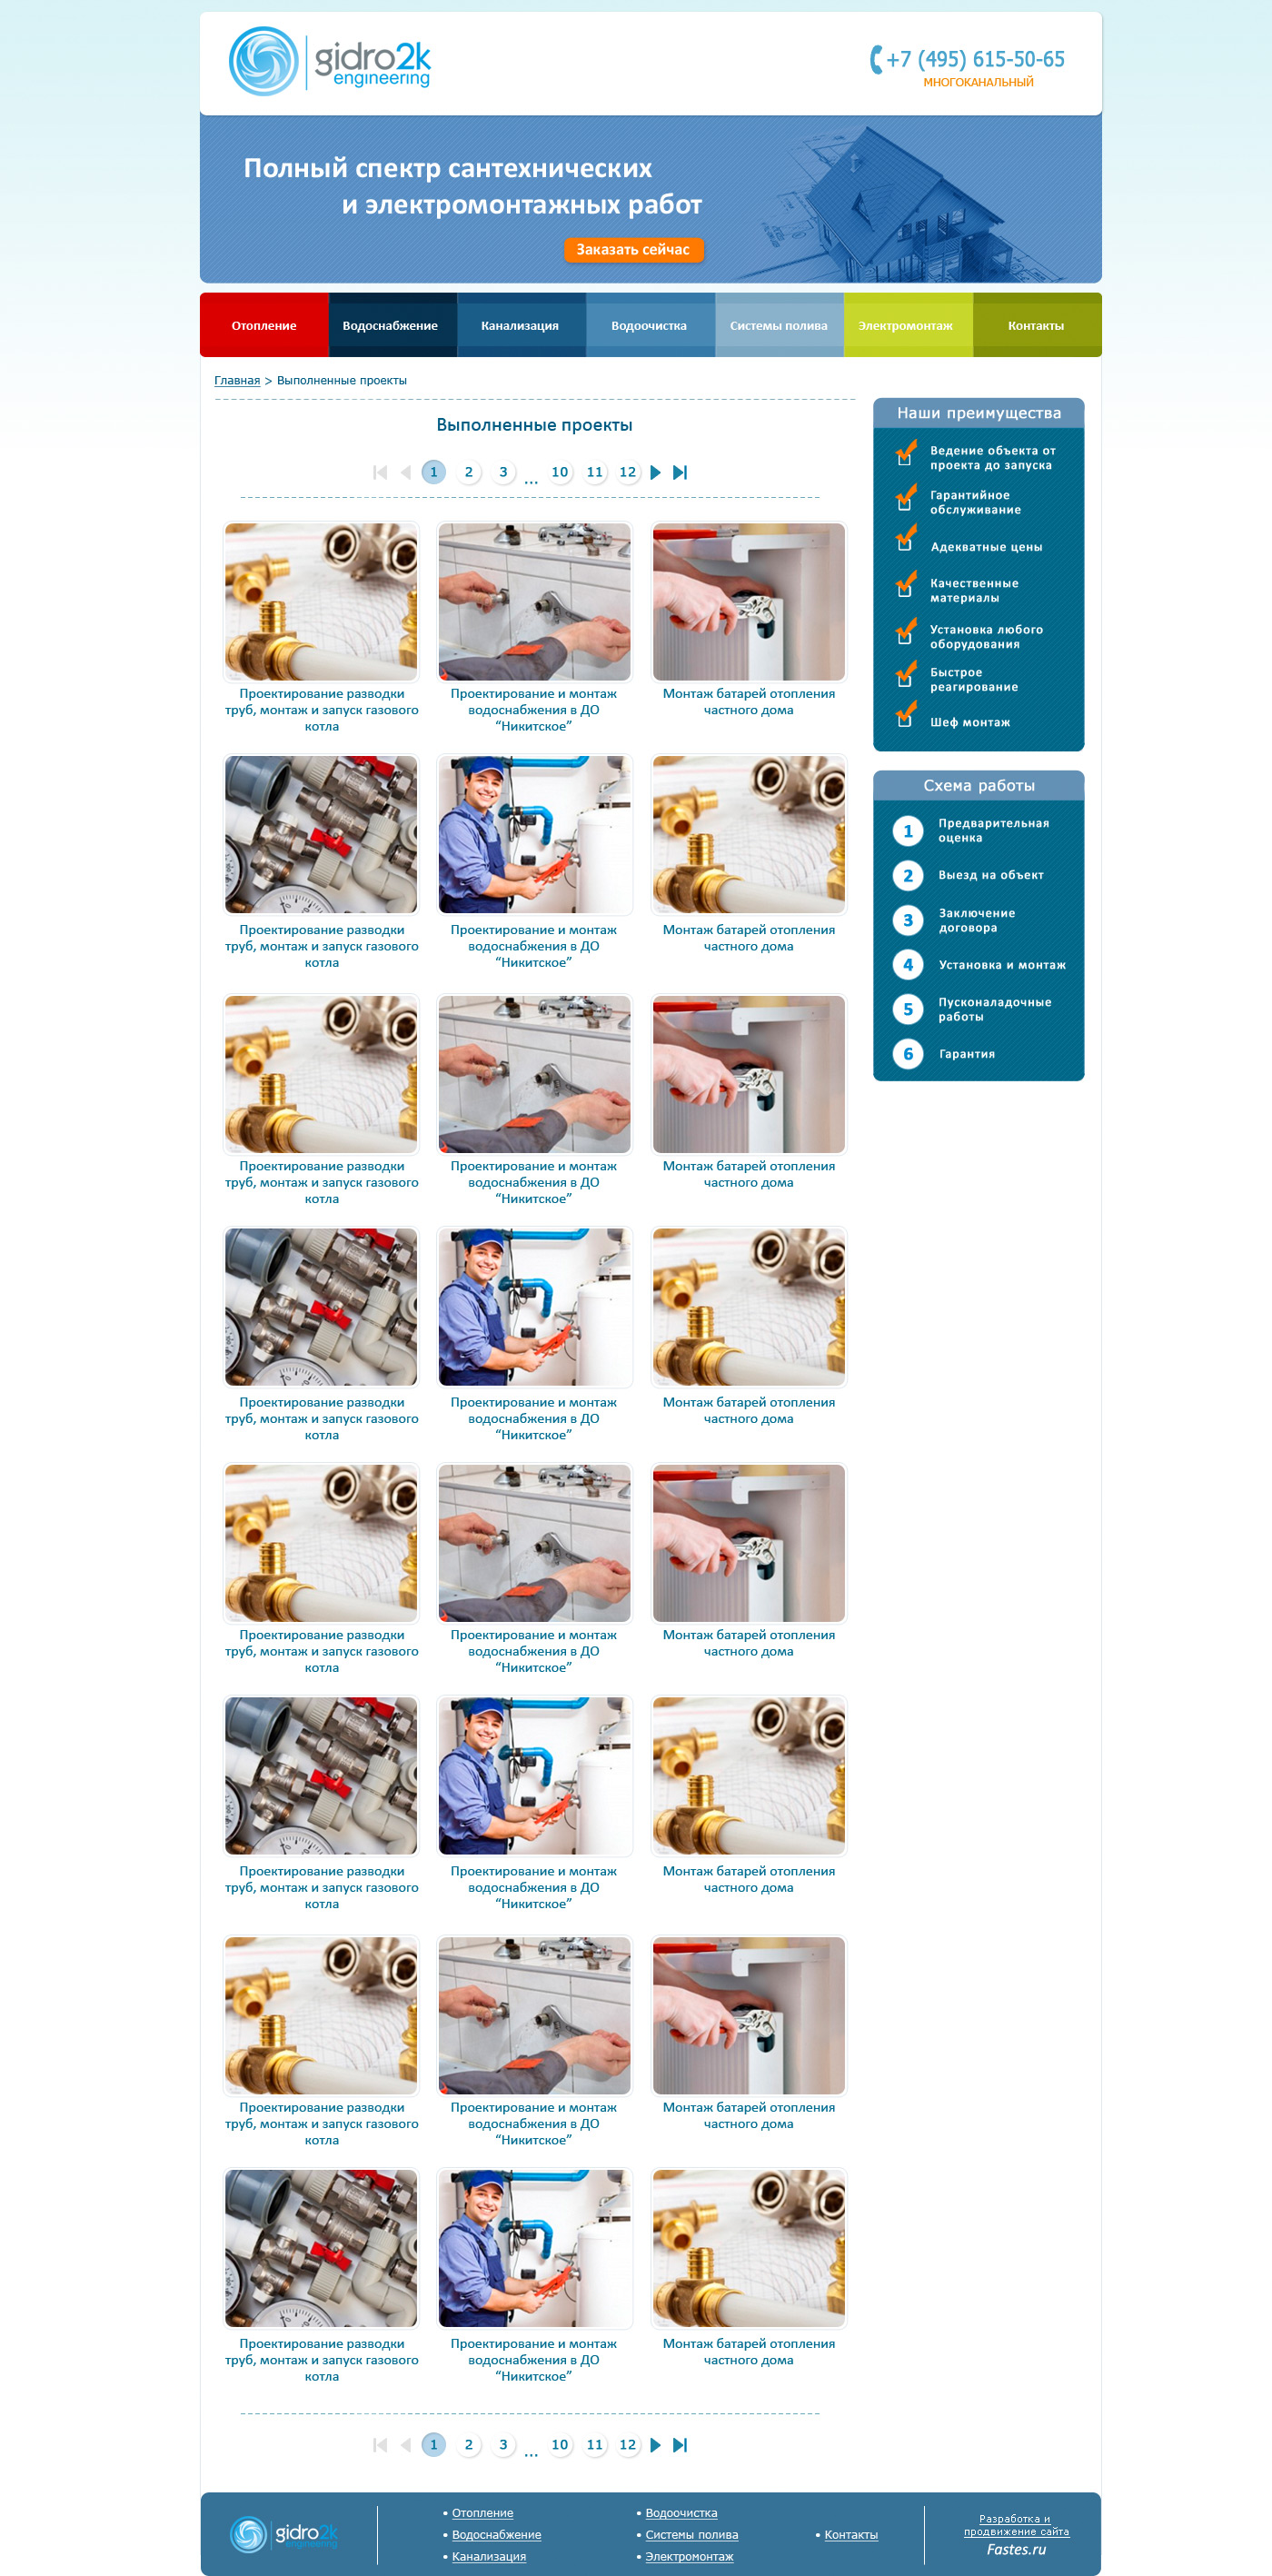 gidro2k
engineering
+7 (495) 615-50-65
МНОГОКАНАЛЬНЫЙ
Полный спектр сантехнических
и электромонтажных работ
Заказать сейчас
Отопление Водоснабжение Канализация Водоочистка Системы полива Электромонтаж Контакты
Главная > Выполненные проекты
Выполненные проекты
1 2 3 ... 10 11 12
Проектирование разводки
труб, монтаж и запуск газового
котла
Проектирование и монтаж
водоснабжения в ДО
“Никитское”
Монтаж батарей отопления
частного дома
Проектирование разводки
труб, монтаж и запуск газового
котла
Проектирование и монтаж
водоснабжения в ДО
“Никитское”
Монтаж батарей отопления
частного дома
Проектирование разводки
труб, монтаж и запуск газового
котла
Проектирование и монтаж
водоснабжения в ДО
“Никитское”
Монтаж батарей отопления
частного дома
Проектирование разводки
труб, монтаж и запуск газового
котла
Проектирование и монтаж
водоснабжения в ДО
“Никитское”
Монтаж батарей отопления
частного дома
Проектирование разводки
труб, монтаж и запуск газового
котла
Проектирование и монтаж
водоснабжения в ДО
“Никитское”
Монтаж батарей отопления
частного дома
Проектирование разводки
труб, монтаж и запуск газового
котла
Проектирование и монтаж
водоснабжения в ДО
“Никитское”
Монтаж батарей отопления
частного дома
Проектирование разводки
труб, монтаж и запуск газового
котла
Проектирование и монтаж
водоснабжения в ДО
“Никитское”
Монтаж батарей отопления
частного дома
Проектирование разводки
труб, монтаж и запуск газового
котла
Проектирование и монтаж
водоснабжения в ДО
“Никитское”
Монтаж батарей отопления
частного дома
1 2 3 ... 10 11 12
Наши преимущества
Ведение объекта от
проекта до запуска
Гарантийное
обслуживание
Адекватные цены
Качественные
материалы
Установка любого
оборудования
Быстрое
реагирование
Шеф монтаж
Схема работы
1 Предварительная
оценка
2 Выезд на объект
3 Заключение
договора
4 Установка и монтаж
5 Пусконаладочные
работы
6 Гарантия
gidro2k
engineering
• Отопление
• Водоснабжение
• Канализация
• Водоочистка
• Системы полива
• Электромонтаж
• Контакты
Разработка и
продвижение сайта
Fastes.ru